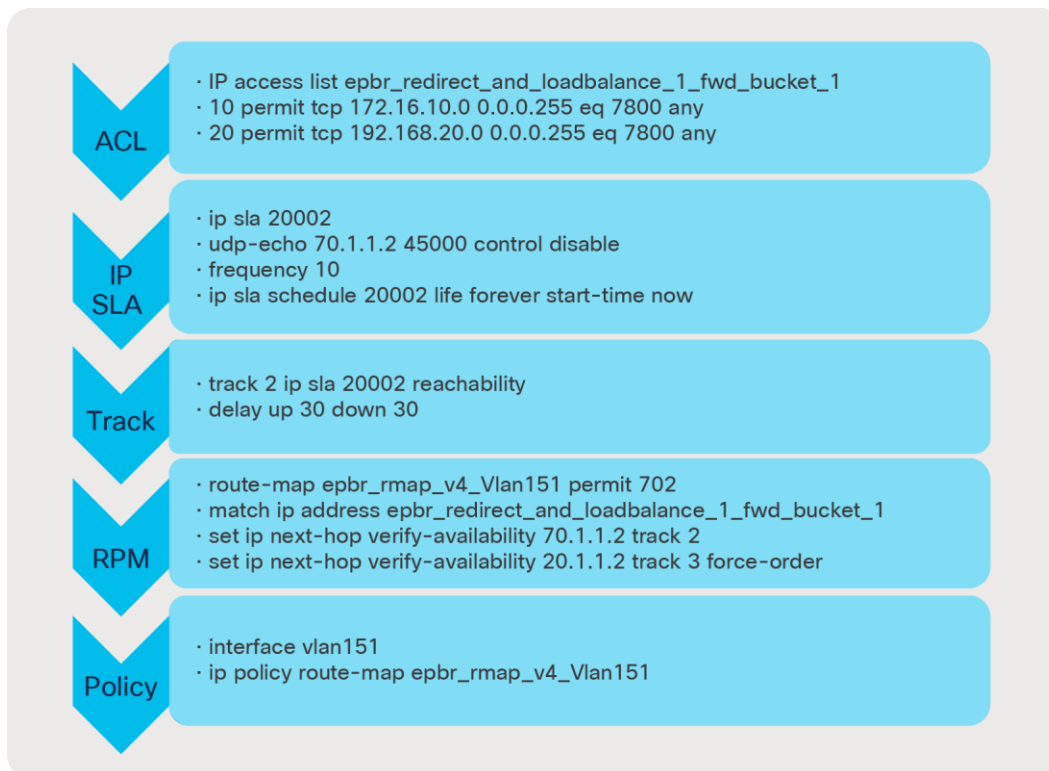 ACL
· IP access list epbr_redirect_and_loadbalance_1_fwd_bucket_1
· 10 permit tcp 172.16.10.0 0.0.0.255 eq 7800 any
· 20 permit tcp 192.168.20.0 0.0.0.255 eq 7800 any
IP
SLA
· ip sla 20002
· udp-echo 70.1.1.2 45000 control disable
· frequency 10
· ip sla schedule 20002 life forever start-time now
Track
· track 2 ip sla 20002 reachability
· delay up 30 down 30
RPM
· route-map epbr_rmap_v4_Vlan151 permit 702
· match ip address epbr_redirect_and_loadbalance_1_fwd_bucket_1
· set ip next-hop verify-availability 70.1.1.2 track 2
· set ip next-hop verify-availability 20.1.1.2 track 3 force-order
Policy
· interface vlan151
· ip policy route-map epbr_rmap_v4_Vlan151